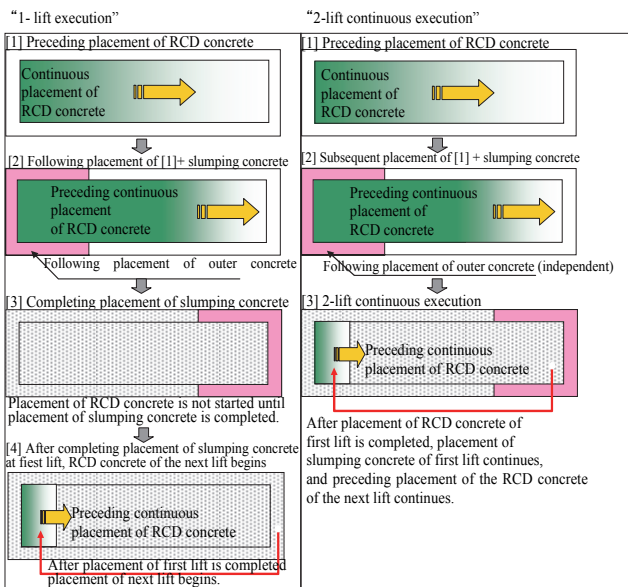 “1- lift execution”
[1] Preceding placement of RCD concrete
Continuous
placement of
RCD concrete
[2] Following placement of [1]+ slumping concrete
Preceding continuous
placement
of RCD concrete
Following placement of outer concrete
[3] Completing placement of slumping concrete
Placement of RCD concrete is not started until
placement of slumping concrete is completed.
[4] After completing placement of slumping concrete
at fiest lift, RCD concrete of the next lift begins
Preceding continuous
placement of RCD concrete
After placement of first lift is completed
placement of next lift begins.
“2-lift continuous execution”
[1] Preceding placement of RCD concrete
Continuous
placement of
RCD concrete
[2] Subsequent placement of [1] + slumping concrete
Preceding continuous
placement of
RCD concrete
Following placement of outer concrete (independent)
[3] 2-lift continuous execution
Preceding continuous
placement of RCD concrete
After placement of RCD concrete of
first lift is completed, placement of
slumping concrete of first lift continues,
and preceding placement of the RCD concrete
of the next lift continues.